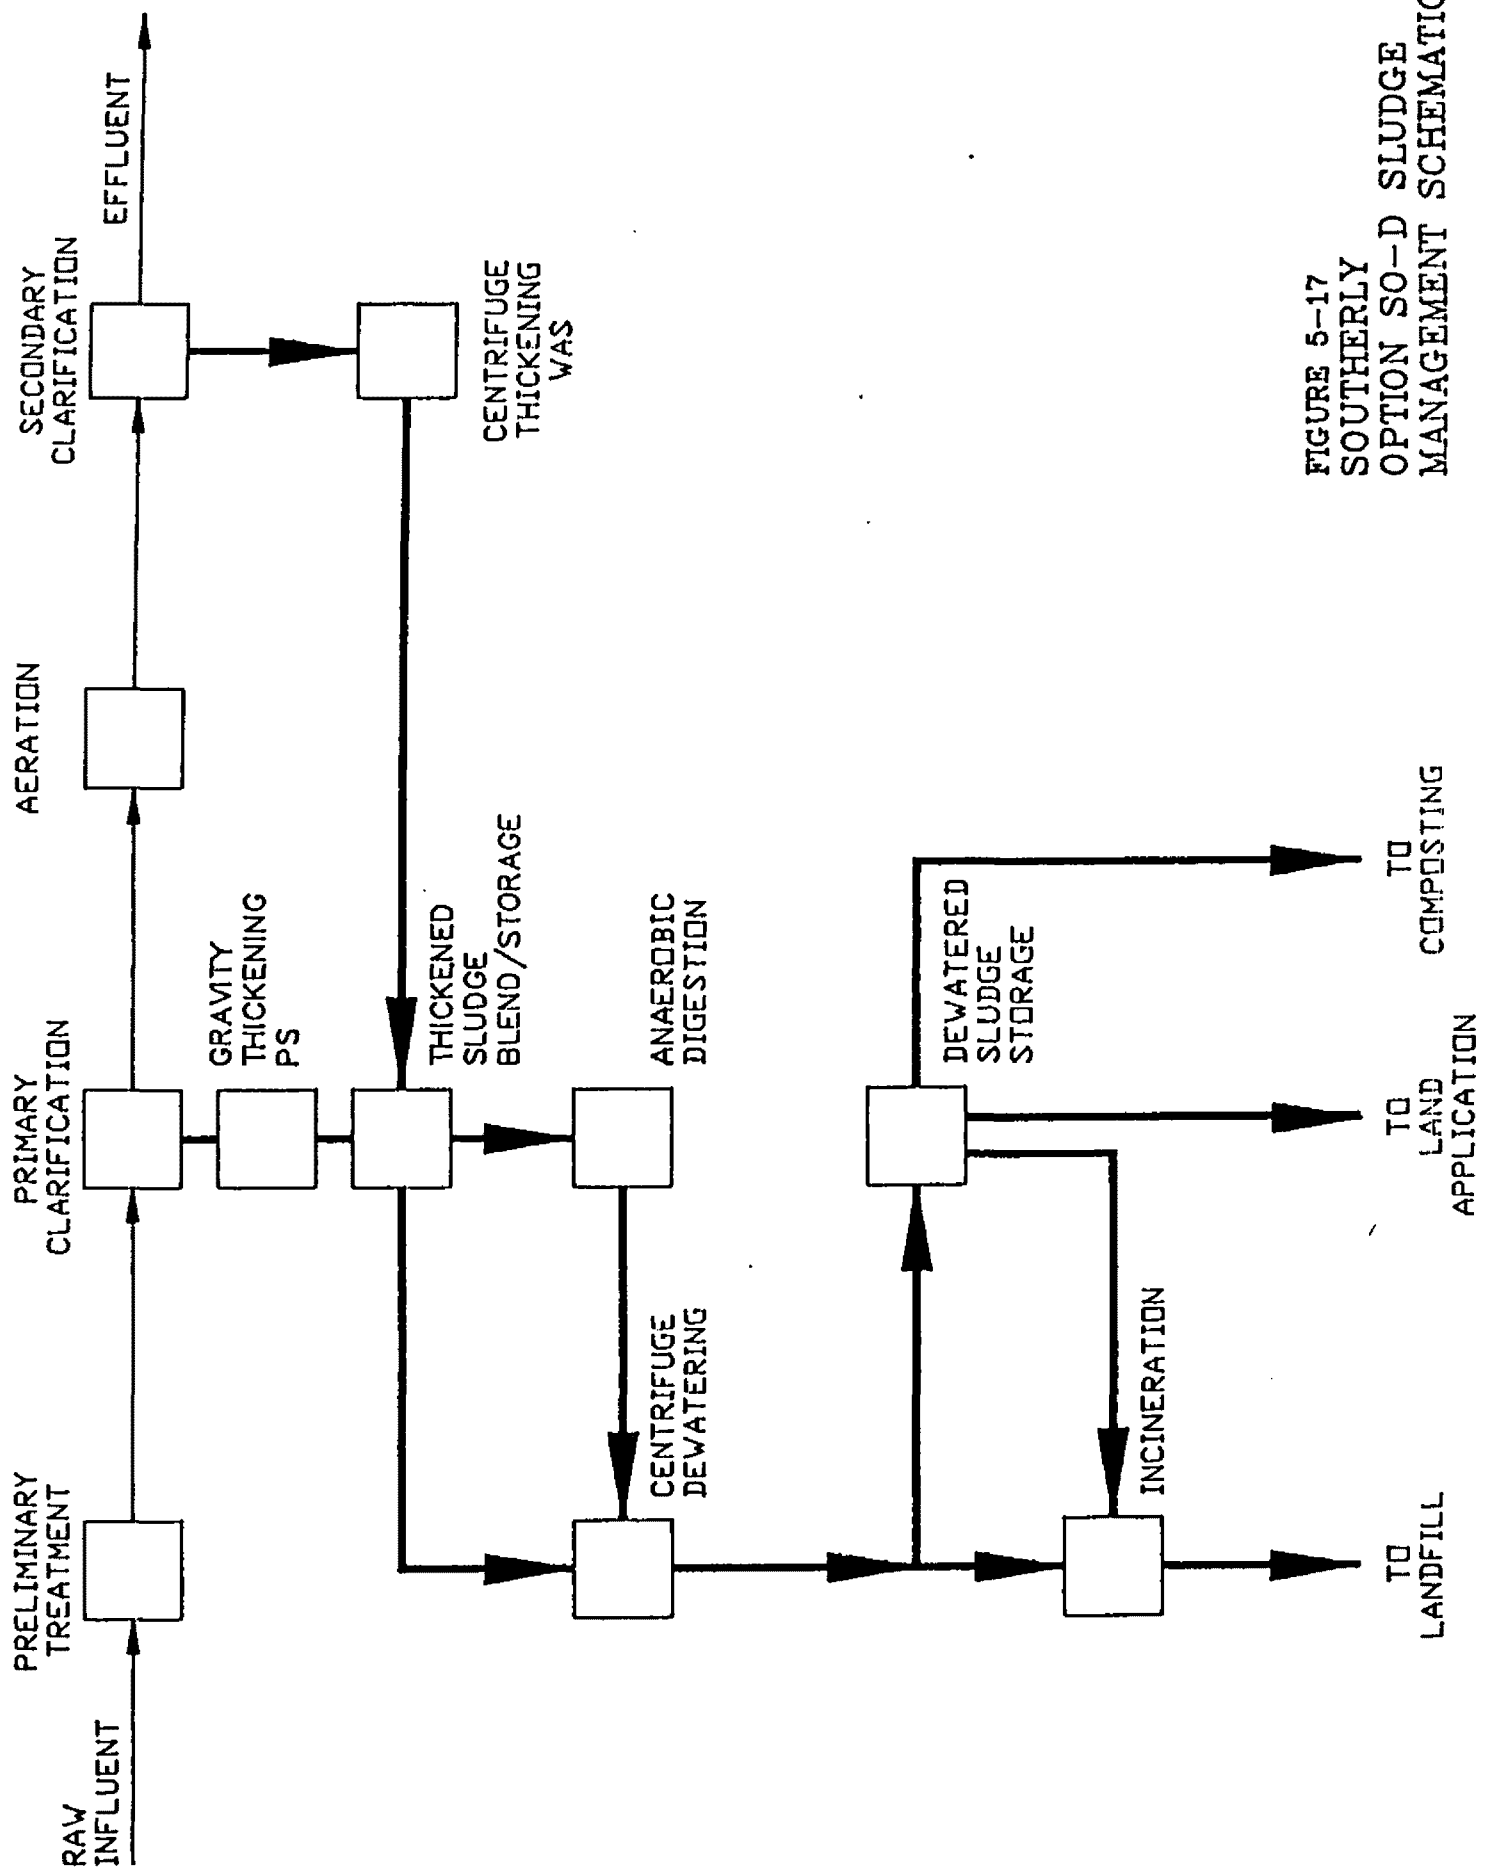 RAW
INFLUENT
PRELIMINARY
TREATMENT
PRIMARY
CLARIFICATION
AERATION
SECONDARY
CLARIFICATION
EFFLUENT
GRAVITY
THICKENING
PS
CENTRIFUGE
THICKENING
WAS
THICKENED
SLUDGE
BLEND/STORAGE
ANAEROBIC
DIGESTION
CENTRIFUGE
DEWATERING
DEWATERED
SLUDGE
STORAGE
INCINERATION
TO
LANDFILL
TO
LAND
APPLICATION
TO
COMPOSTING
FIGURE 5-17
SOUTHERLY
OPTION SO-D SLUDGE
MANAGEMENT SCHEMATIC